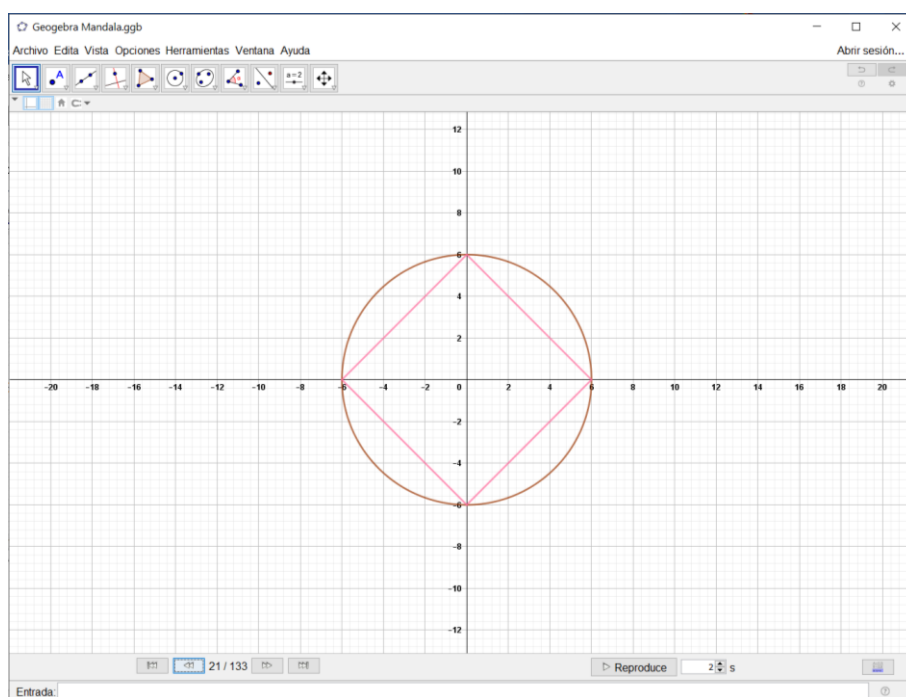 Geogebra Mandala.ggb
Archivo Edita Vista Opciones Herramientas Ventana Ayuda
Abrir sesión...
A
a=2
12
10
8
6
4
2
-20 -18 -16 -14 -12 -10 -8 -6 -4 -2 0 2 4 6 8 10 12 14 16 18 20
-2
-4
-6
-8
-10
-12
21 / 133
Reproduce
2 s
Entrada: